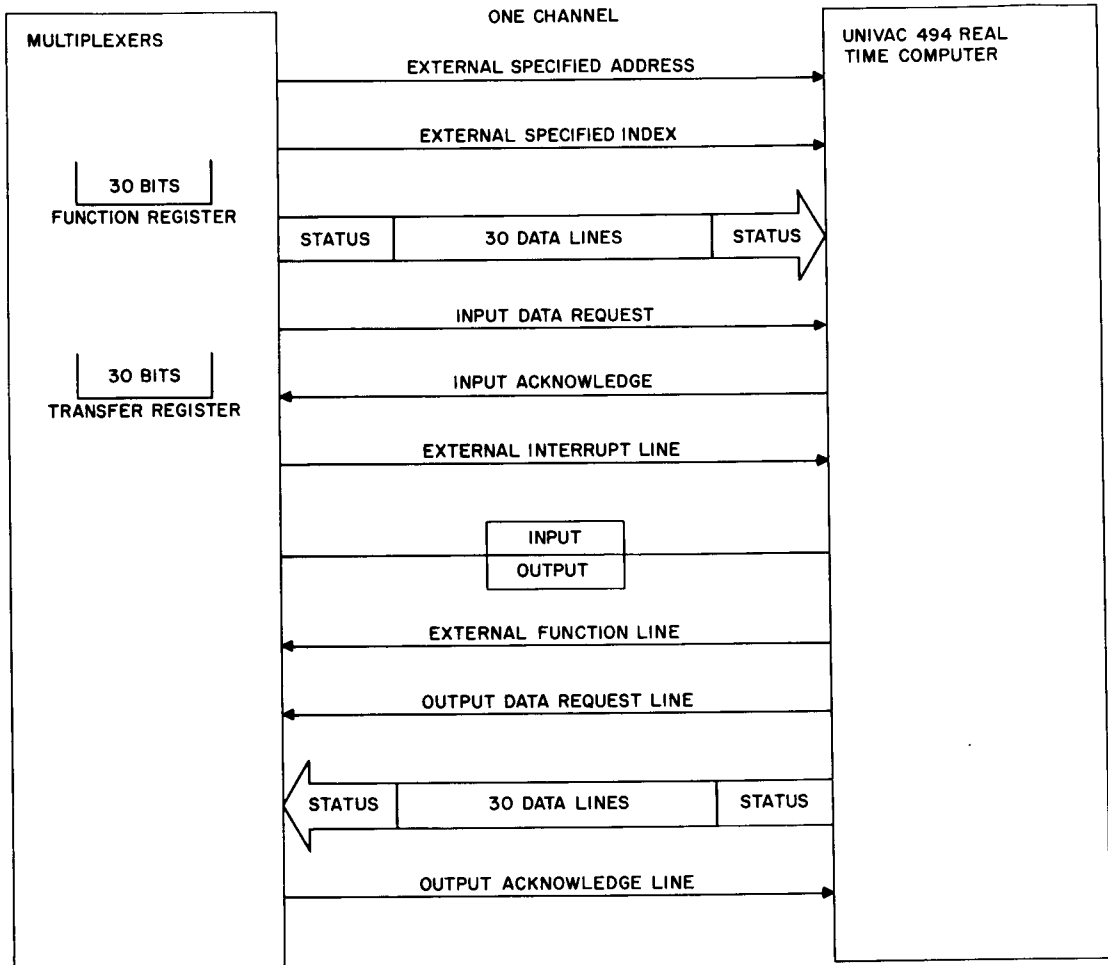 ONE CHANNEL
MULTIPLEXERS
UNIVAC 494 REAL
TIME COMPUTER
EXTERNAL SPECIFIED ADDRESS
EXTERNAL SPECIFIED INDEX
30 BITS
FUNCTION REGISTER
STATUS 30 DATA LINES STATUS
INPUT DATA REQUEST
30 BITS
TRANSFER REGISTER
INPUT ACKNOWLEDGE
EXTERNAL INTERRUPT LINE
INPUT
OUTPUT
EXTERNAL FUNCTION LINE
OUTPUT DATA REQUEST LINE
STATUS 30 DATA LINES STATUS
OUTPUT ACKNOWLEDGE LINE